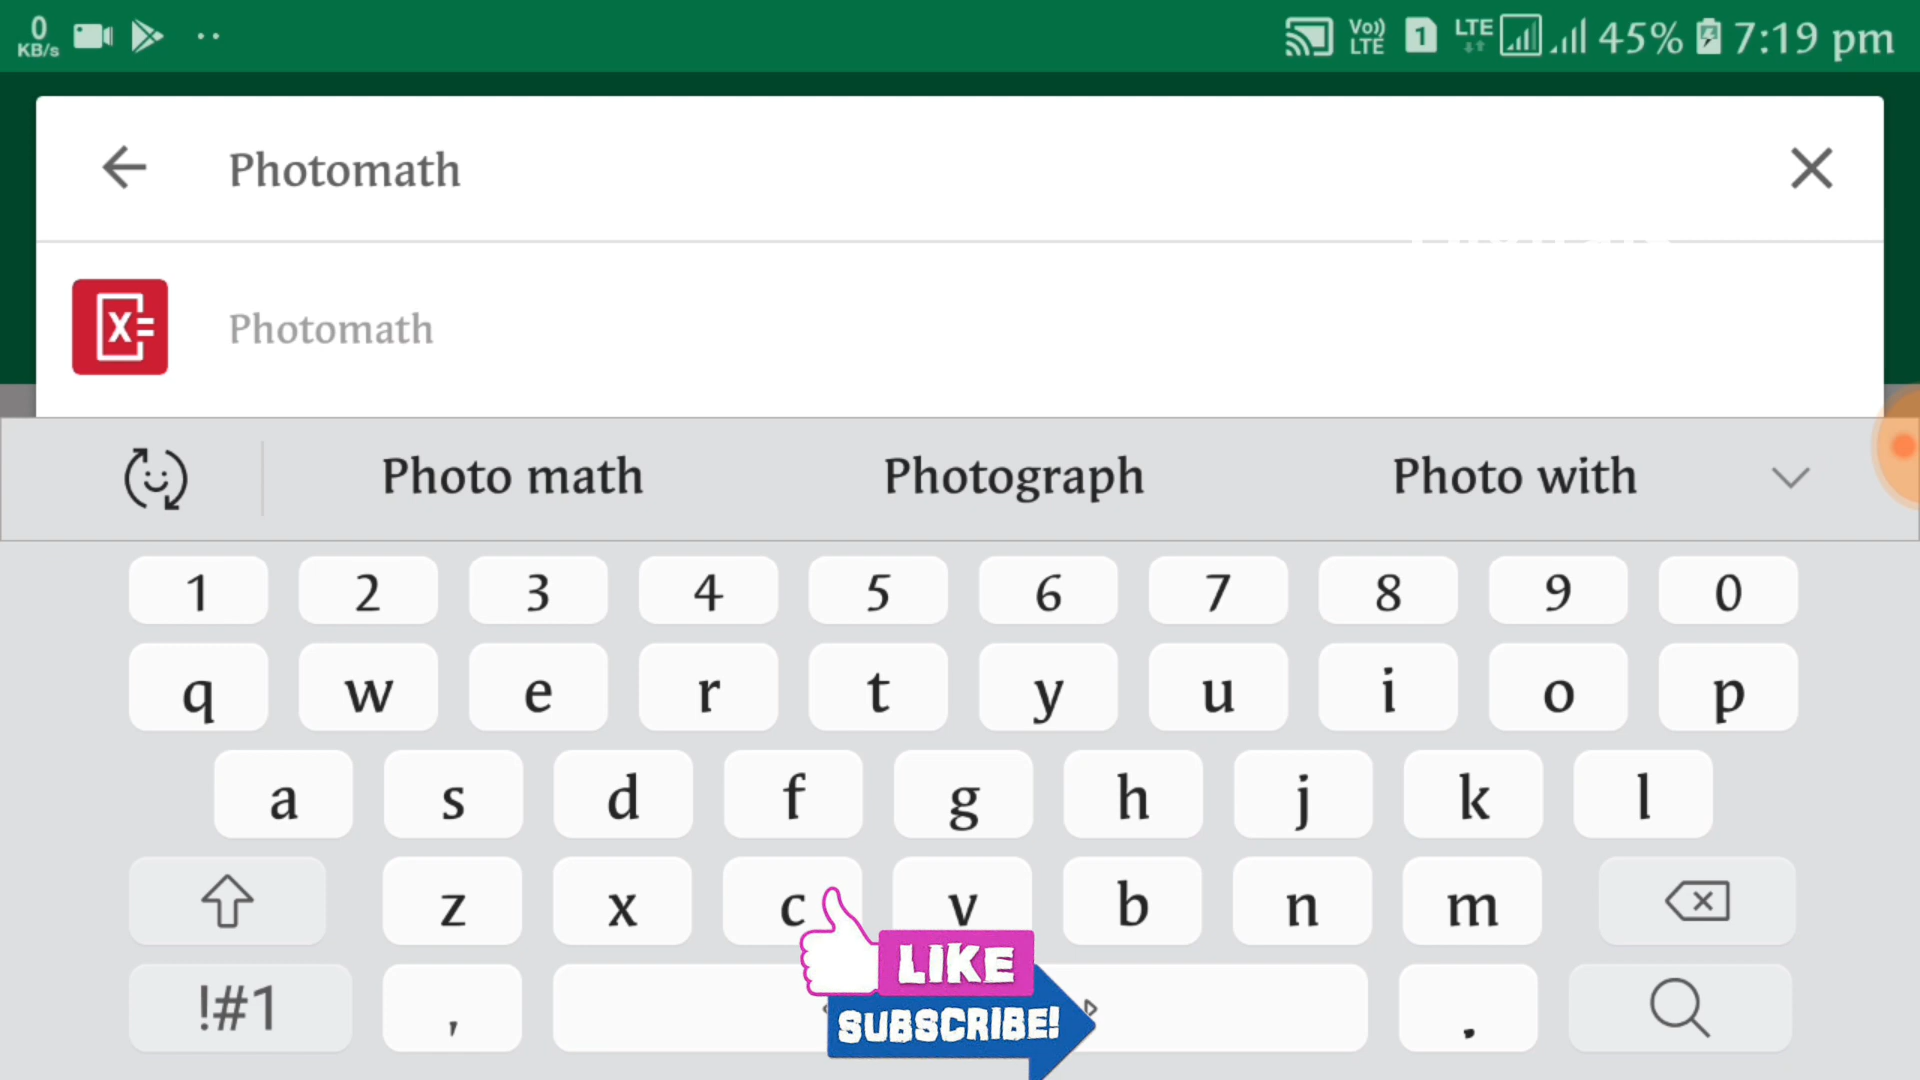 0 KB/s Vo)) LTE 1 LTE 45% 7:19 pm
Photomath
X= Photomath
Photo math Photograph Photo with
1 2 3 4 5 6 7 8 9 0
q w e r t y u i o p
a s d f g h j k l
z x c v b n m
LIKE
!#1 , .
SUBSCRIBE!